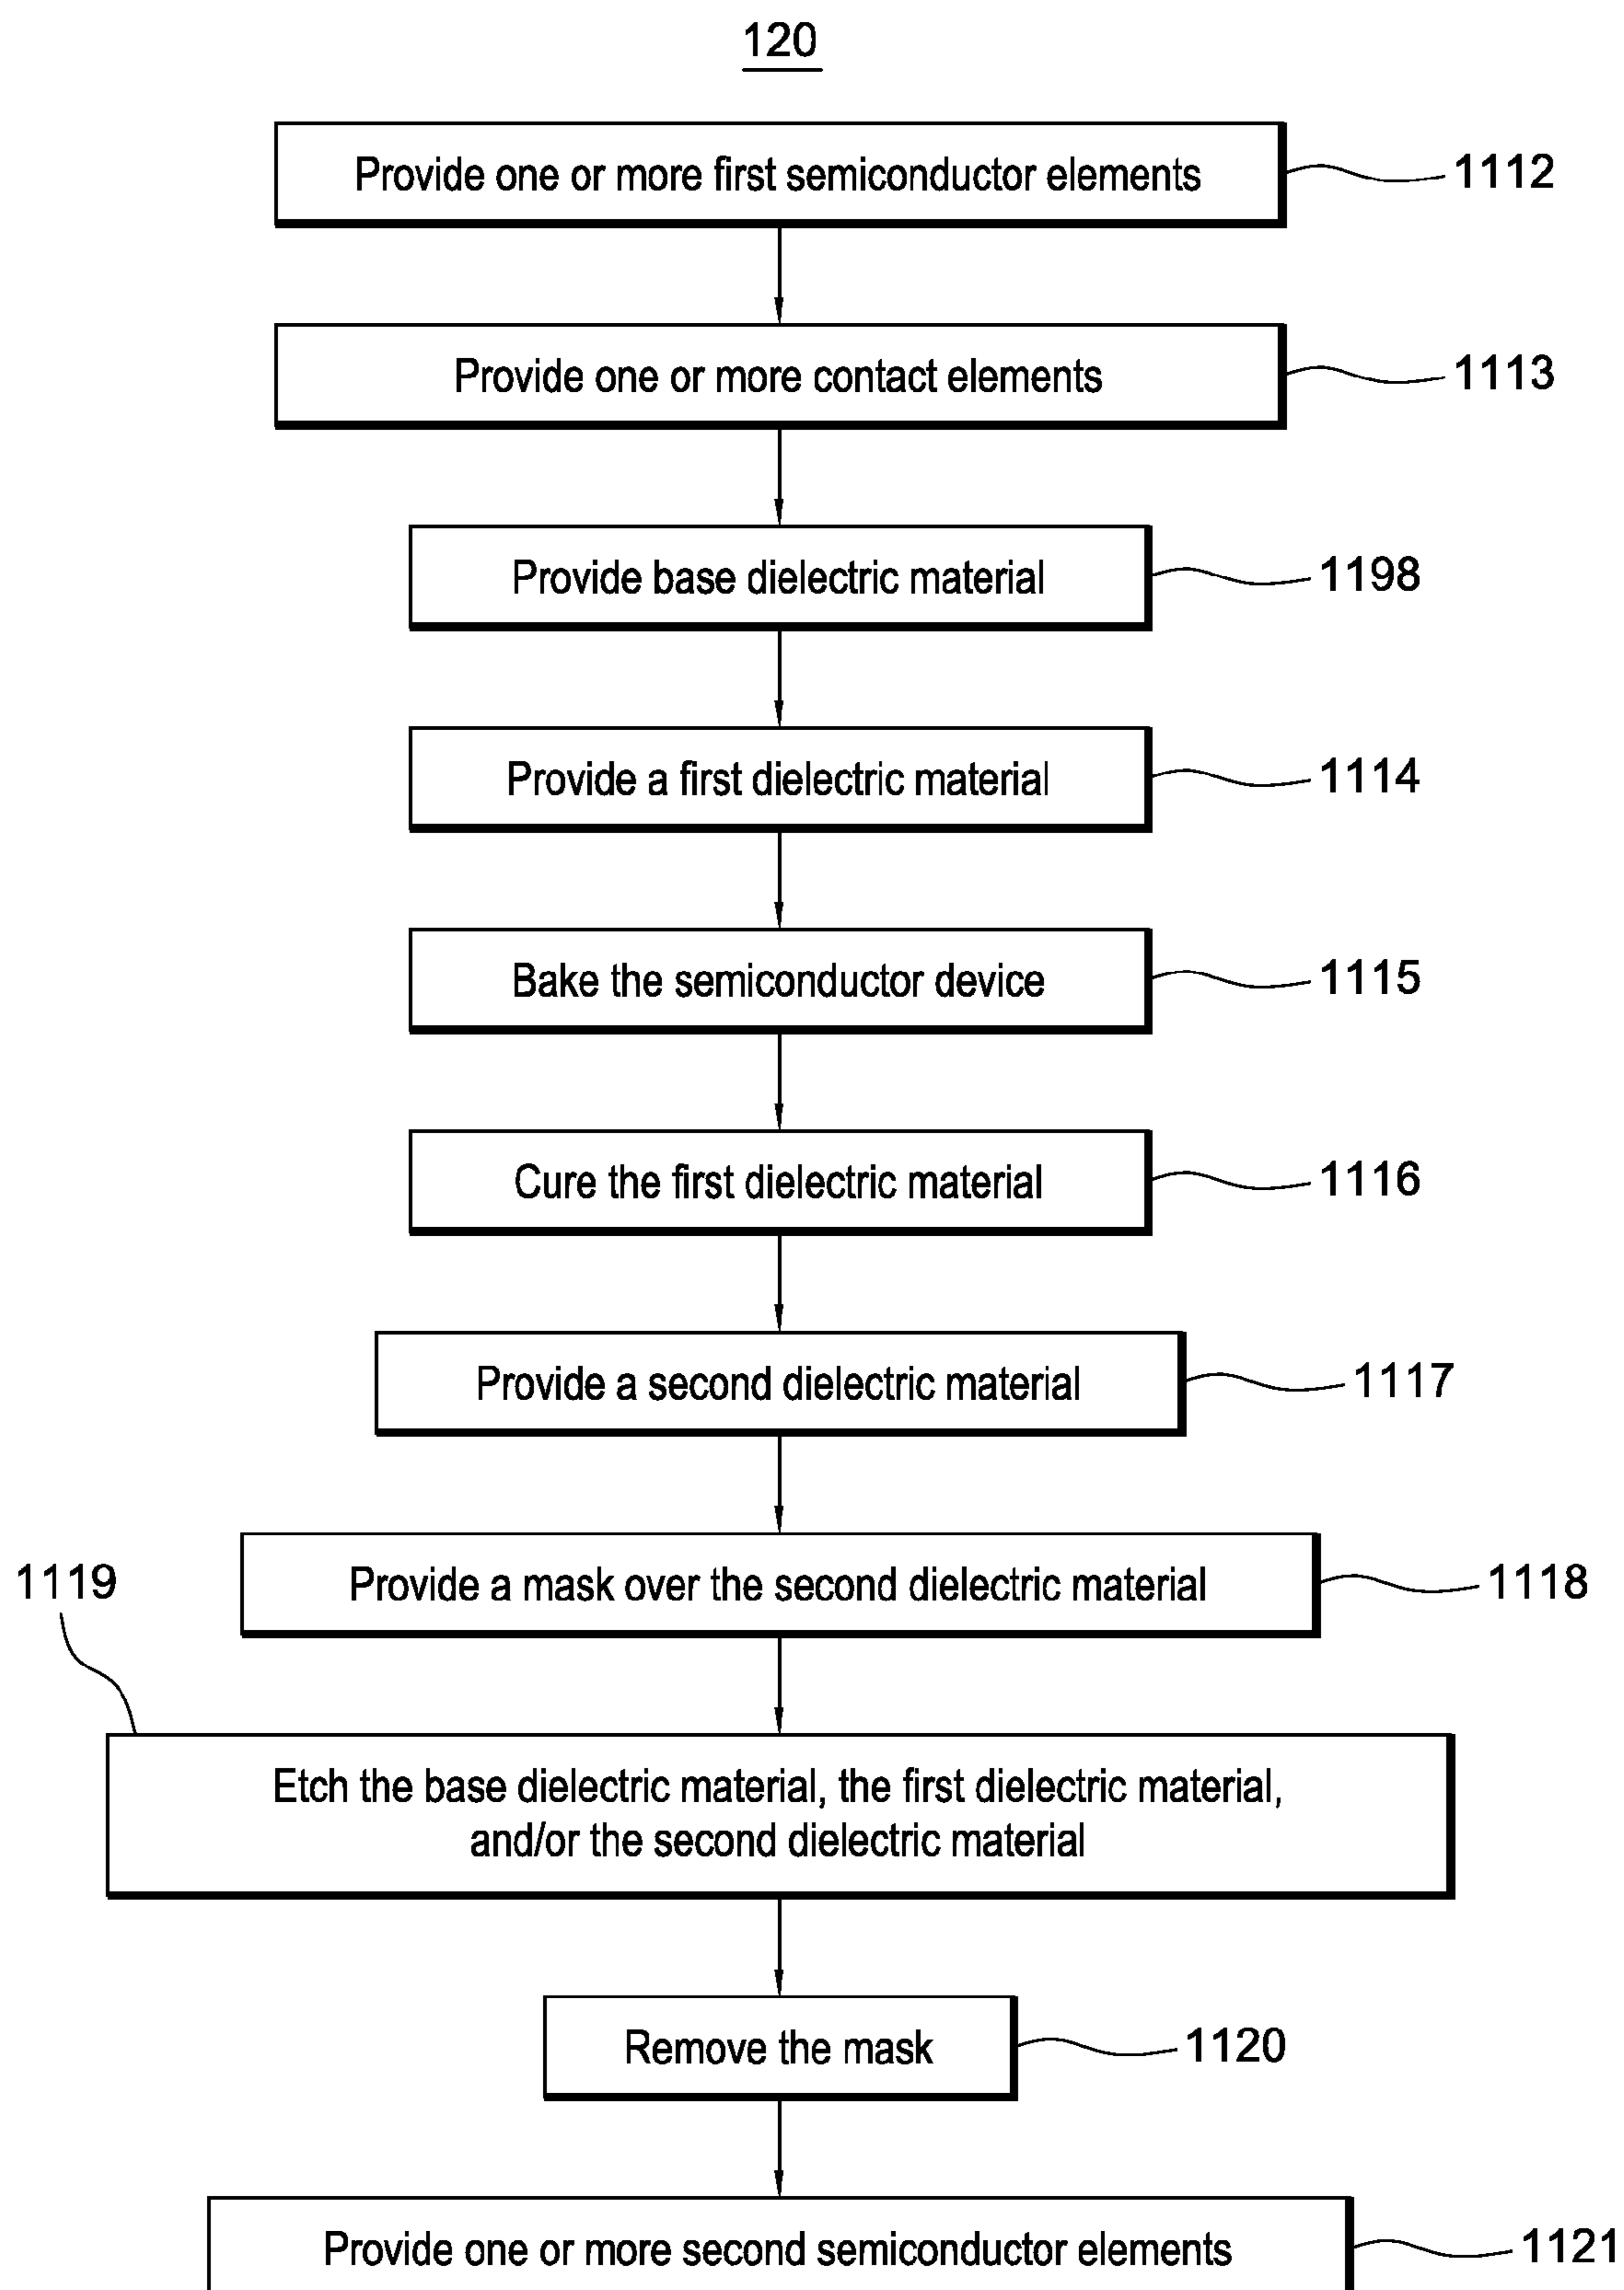 120
Provide one or more first semiconductor elements
1112
Provide one or more contact elements
1113
Provide base dielectric material
1198
Provide a first dielectric material
1114
Bake the semiconductor device
1115
Cure the first dielectric material
1116
Provide a second dielectric material
1117
Provide a mask over the second dielectric material
1118
1119
Etch the base dielectric material, the first dielectric material,
and/or the second dielectric material
Remove the mask
1120
Provide one or more second semiconductor elements
1121